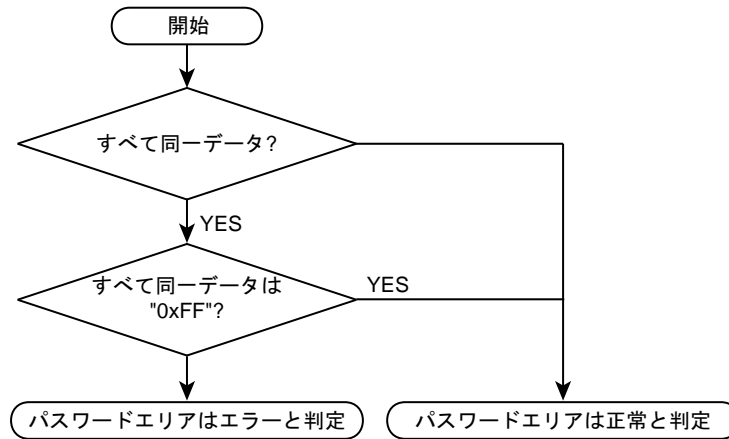 開始
すべて同一データ?
YES
すべて同一データは
"0xFF"?
YES
パスワードエリアはエラーと判定
パスワードエリアは正常と判定